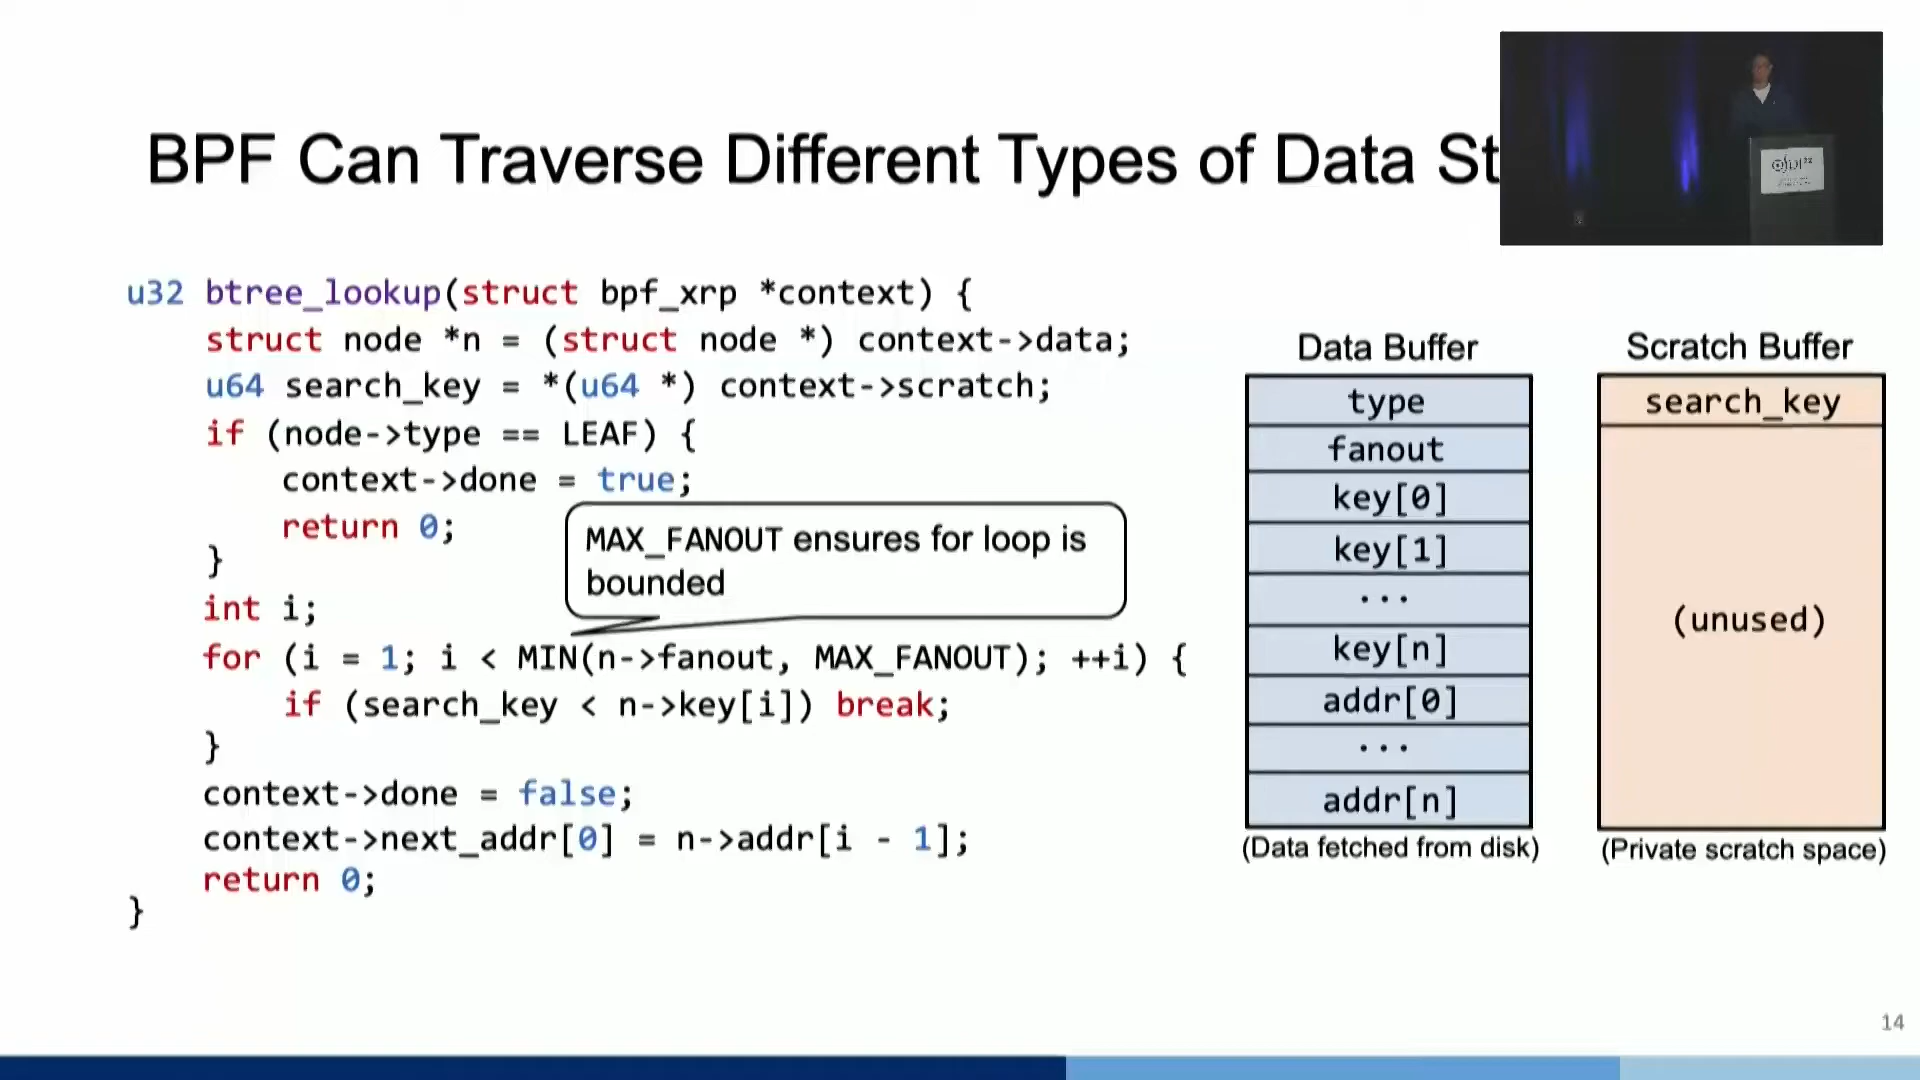 BPF Can Traverse Different Types of Data St
OSDI '22
u32 btree_lookup(struct bpf_xrp *context) {
struct node *n = (struct node *) context->data;
u64 search_key = *(u64 *) context->scratch;
if (node->type == LEAF) {
context->done = true;
return 0;
}
MAX_FANOUT ensures for loop is
bounded
int i;
for (i = 1; i < MIN(n->fanout, MAX_FANOUT); ++i) {
if (search_key < n->key[i]) break;
}
context->done = false;
context->next_addr[0] = n->addr[i - 1];
return 0;
}
Data Buffer
type
fanout
key[0]
key[1]
...
key[n]
addr[0]
...
addr[n]
(Data fetched from disk)
Scratch Buffer
search_key
(unused)
(Private scratch space)
14